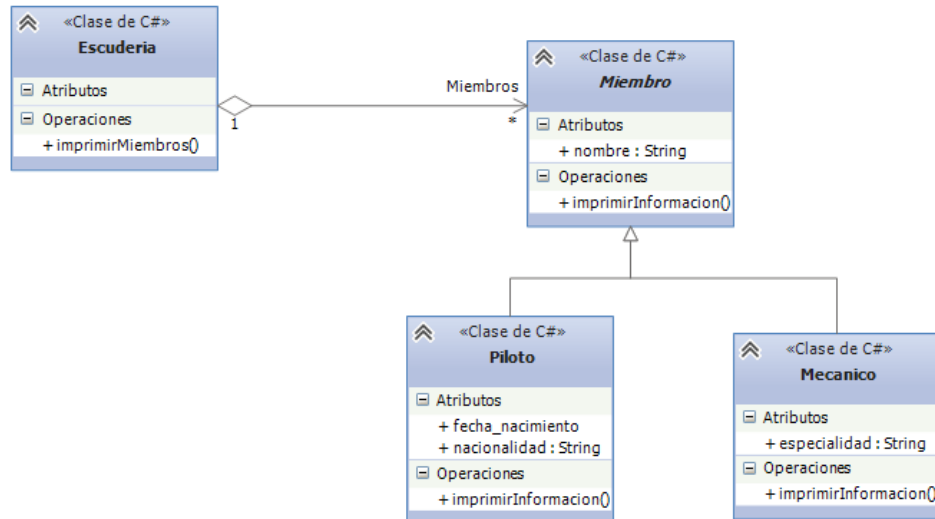 «Clase de C#»
Escuderia
Atributos
Operaciones
+ imprimirMiembros()
1
Miembros
*
«Clase de C#»
Miembro
Atributos
+ nombre : String
Operaciones
+ imprimirInformacion()
«Clase de C#»
Piloto
Atributos
+ fecha_nacimiento
+ nacionalidad : String
Operaciones
+ imprimirInformacion()
«Clase de C#»
Mecanico
Atributos
+ especialidad : String
Operaciones
+ imprimirInformacion()